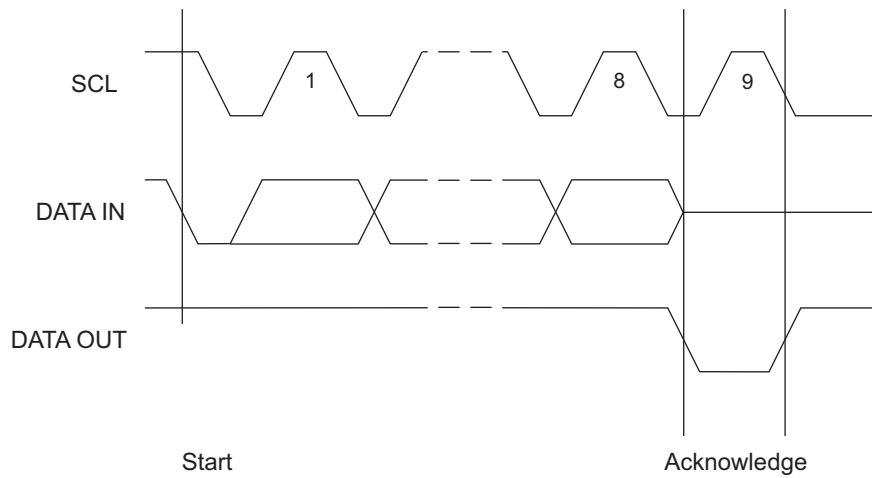 SCL
1
8
9
DATA IN
DATA OUT
Start
Acknowledge